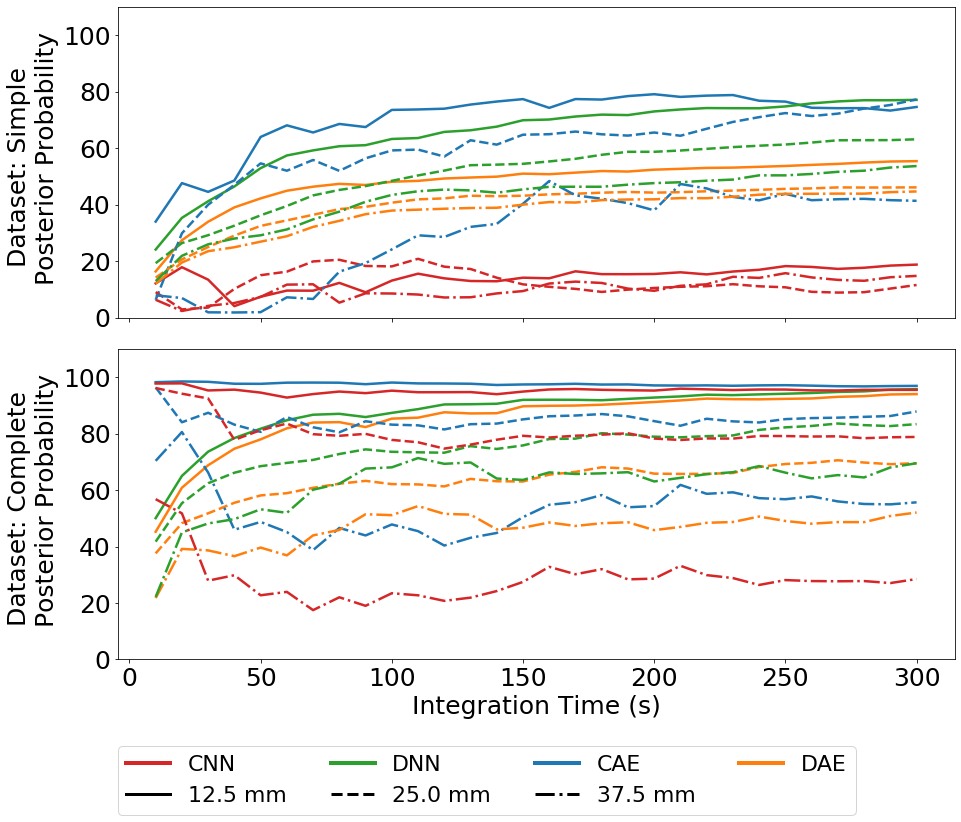 Dataset: Simple
Posterior Probability
100
80
60
40
20
0
Dataset: Complete
Posterior Probability
100
80
60
40
20
0
0 50 100 150 200 250 300
Integration Time (s)
CNN DNN CAE DAE
12.5 mm 25.0 mm 37.5 mm